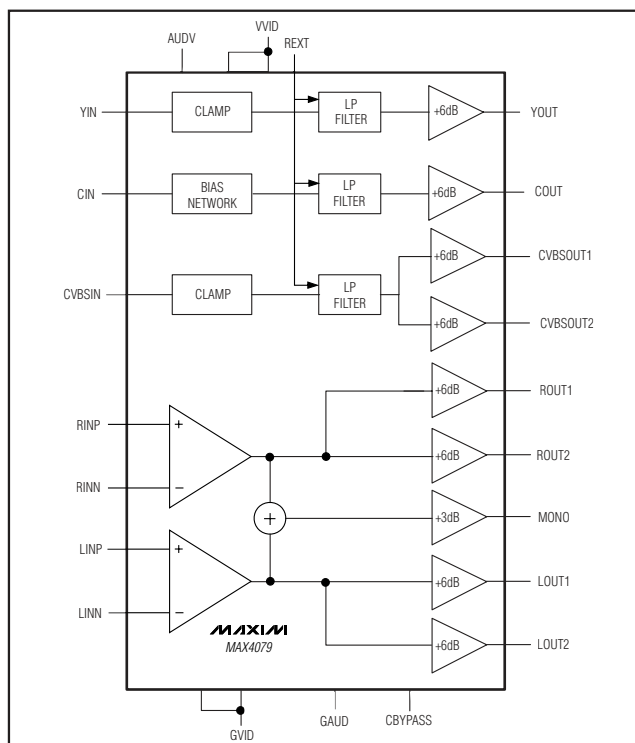 AUDV
VVID
REXT
YIN
CLAMP
LP
FILTER
+6dB
YOUT
CIN
BIAS
NETWORK
LP
FILTER
+6dB
COUT
CVBSIN
CLAMP
LP
FILTER
+6dB
CVBSOUT1
+6dB
CVBSOUT2
+6dB
ROUT1
RINP
+
+6dB
ROUT2
RINN
−
+
+3dB
MONO
LINP
+
+6dB
LOUT1
LINN
−
MAXIM
MAX4079
+6dB
LOUT2
GVID
GAUD
CBYPASS